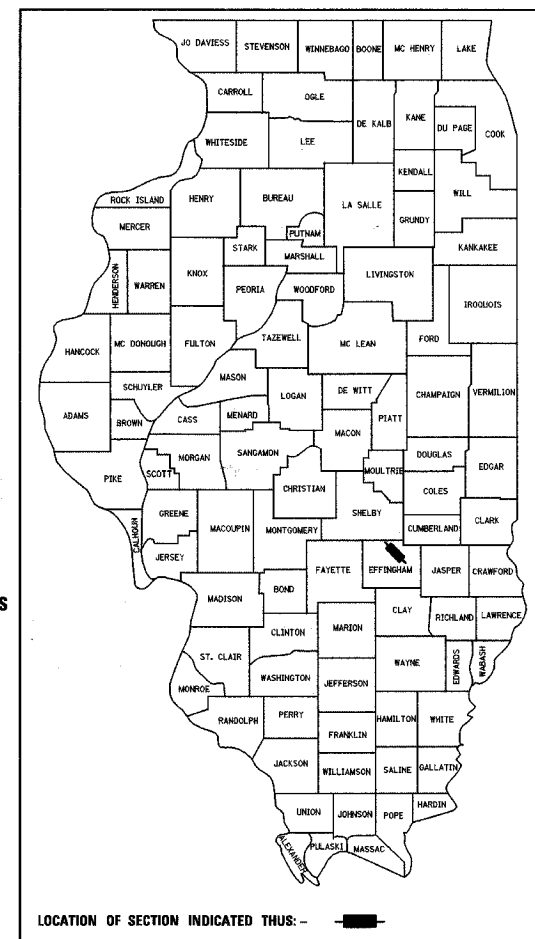 JO DAVIESS STEVENSON WINNEBAGO BOONE MC HENRY LAKE
CARROLL OGLE
DE KALB KANE DU PAGE COOK
WHITESIDE LEE
KENDALL WILL
ROCK ISLAND HENRY BUREAU LA SALLE GRUNDY
MERCER PUTNAM
STARK MARSHALL KANKAKEE
HENDERSON WARREN KNOX PEORIA WOODFORD LIVINGSTON IROQUOIS
HANCOCK MC DONOUGH FULTON TAZEWELL MC LEAN FORD
SCHUYLER MASON LOGAN DE WITT CHAMPAIGN VERMILION
ADAMS BROWN CASS MENARD MACON PIATT
PIKE SCOTT MORGAN SANGAMON MOULTRIE DOUGLAS EDGAR
CHRISTIAN COLES
GREENE MACOUPIN MONTGOMERY SHELBY CUMBERLAND CLARK
CALHOUN JERSEY
FAYETTE EFFINGHAM JASPER CRAWFORD
S
MADISON BOND
CLAY RICHLAND LAWRENCE
CLINTON MARION
ST. CLAIR WAYNE EDWARDS WABASH
WASHINGTON JEFFERSON
MONROE
RANDOLPH PERRY HAMILTON WHITE
FRANKLIN
JACKSON WILLIAMSON SALINE GALLATIN
UNION JOHNSON POPE HARDIN
ALEXANDER PULASKI MASSAC
LOCATION OF SECTION INDICATED THUS: -